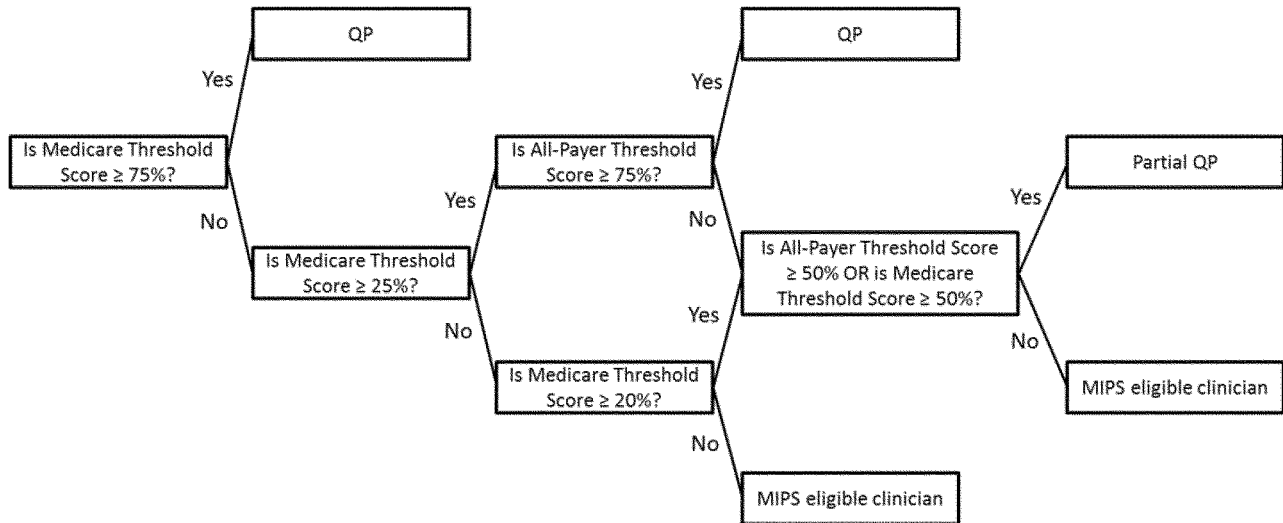 QP
QP
Yes
Yes
Is Medicare Threshold
Score ≥ 75%?
Is All-Payer Threshold
Score ≥ 75%?
Partial QP
Yes
Yes
No
No
Is Medicare Threshold
Score ≥ 25%?
Is All-Payer Threshold Score
≥ 50% OR is Medicare
Threshold Score ≥ 50%?
No
Yes
No
Is Medicare Threshold
Score ≥ 20%?
MIPS eligible clinician
No
MIPS eligible clinician